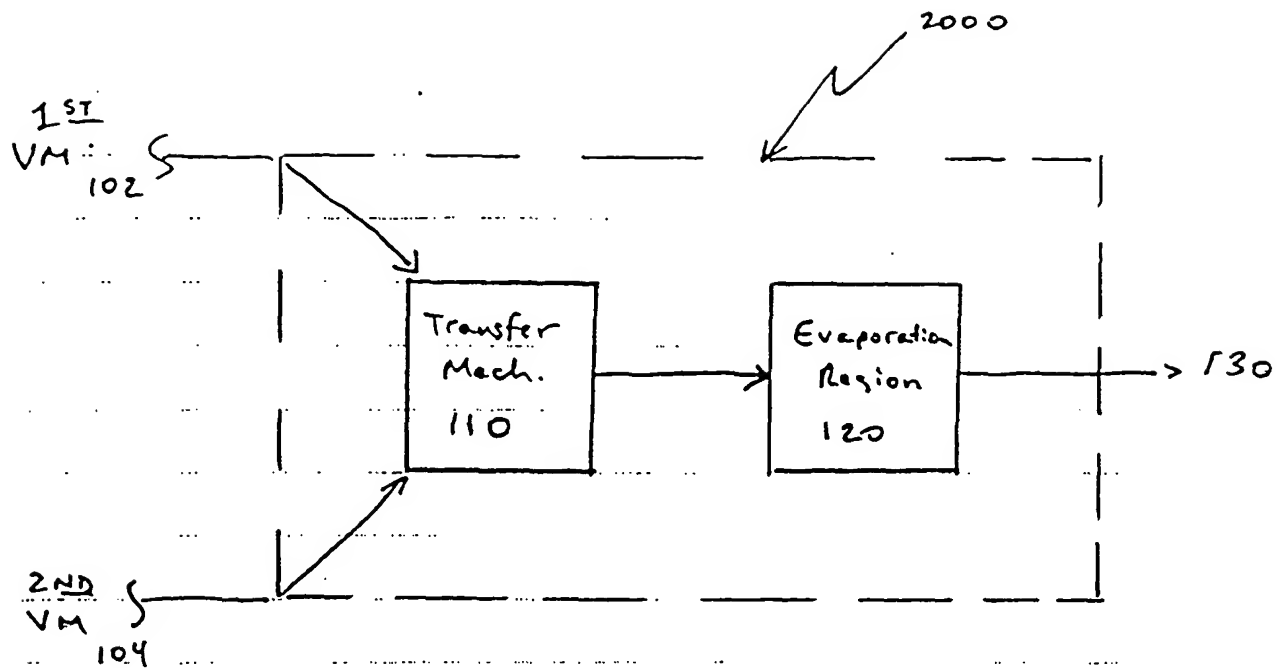 2000
1ST
VM
102
Transfer
Mech.
110
Evaporation
Region
120
130
2ND
VM
104